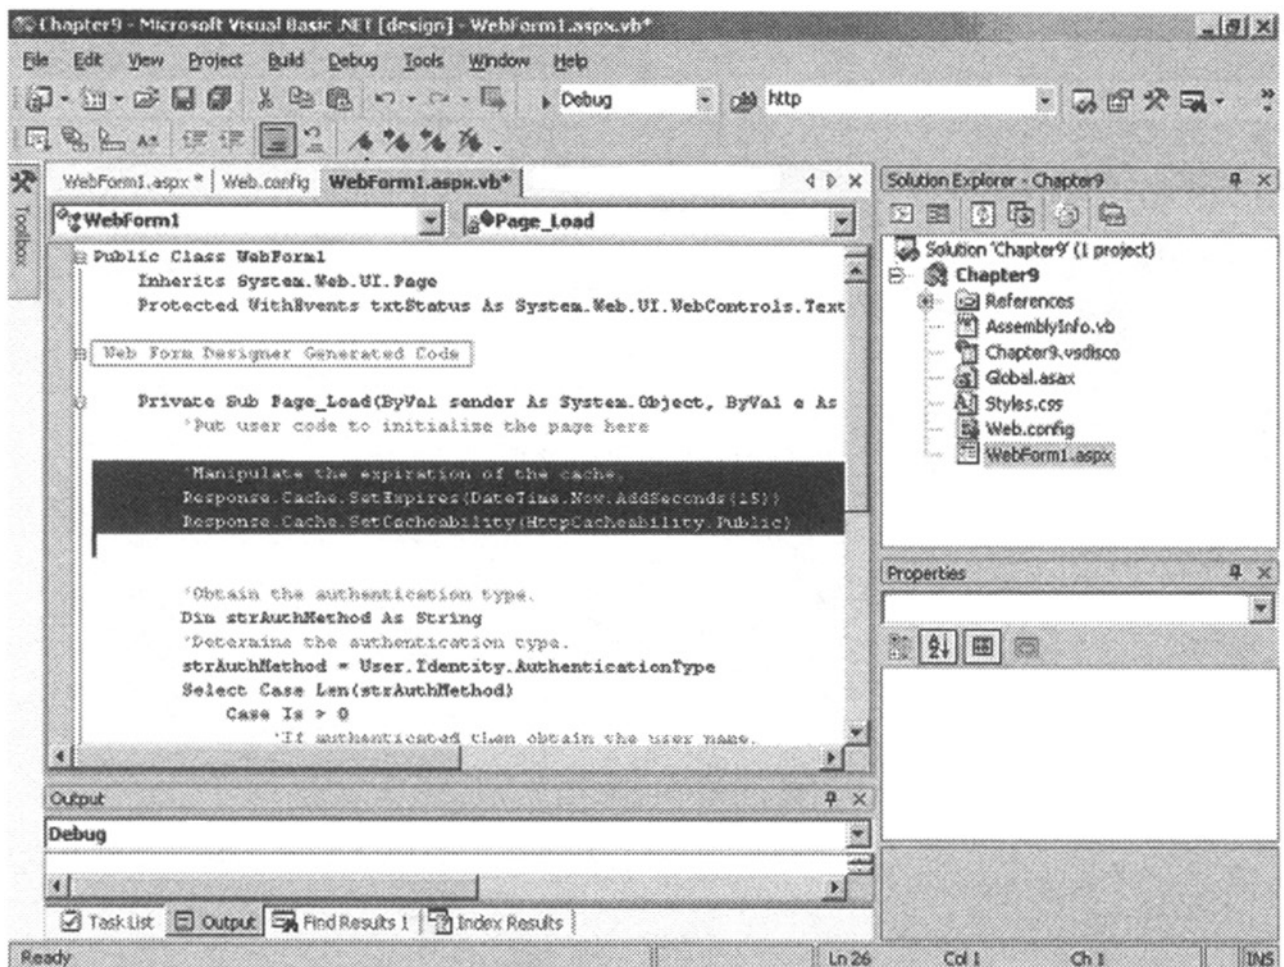 Chapter9 - Microsoft Visual Basic .NET [design] - WebForm1.aspx.vb*
File Edit View Project Build Debug Tools Window Help
Debug http
WebForm1.aspx * Web.config WebForm1.aspx.vb*
Toolbox
WebForm1 Page_Load
Public Class WebForm1
Inherits System.Web.UI.Page
Protected WithEvents txtStatus As System.Web.UI.WebControls.Text
Web Form Designer Generated Code
Private Sub Page_Load(ByVal sender As System.Object, ByVal e As
'Put user code to initialize the page here
'Manipulate the expiration of the cache.
Response.Cache.SetExpires(DateTime.Now.AddSeconds(15))
Response.Cache.SetCacheability(HttpCacheability.Public)
'Obtain the authentication type.
Dim strAuthMethod As String
'Determine the authentication type.
strAuthMethod = User.Identity.AuthenticationType
Select Case Len(strAuthMethod)
Case Is > 0
'If authenticated then obtain the user name.
Solution Explorer - Chapter9
Solution 'Chapter9' (1 project)
Chapter9
References
AssemblyInfo.vb
Chapter9.vsdisco
Global.asax
Styles.css
Web.config
WebForm1.aspx
Properties
Output
Debug
Task List Output Find Results 1 Index Results
Ready Ln 26 Col 1 Ch 1 INS